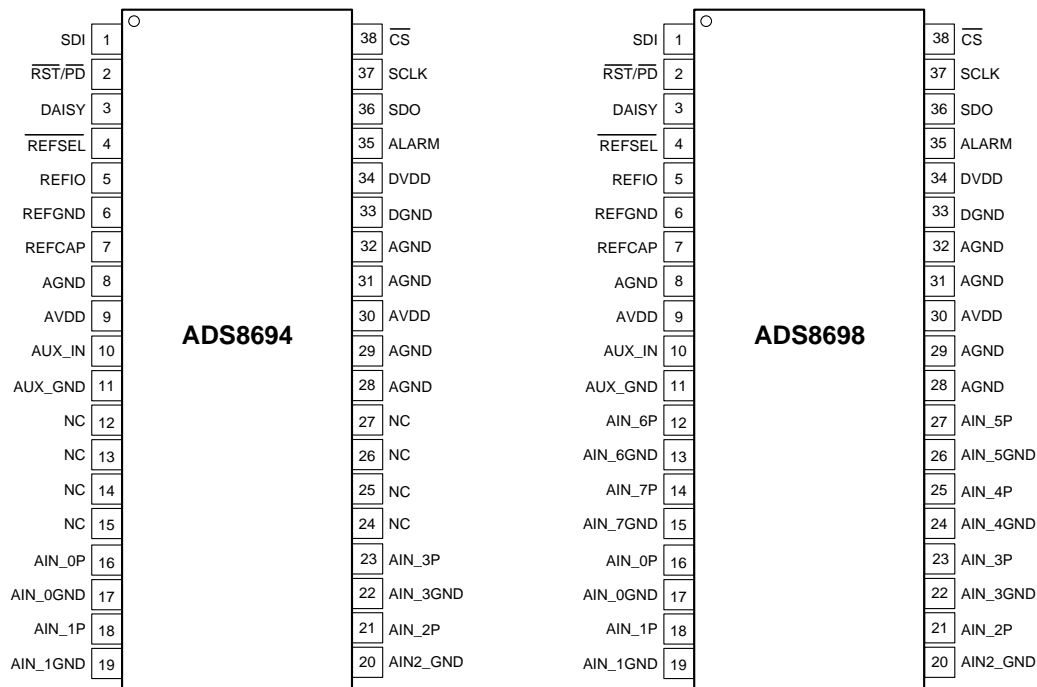 SDI 1 38 CS SDI 1 38 CS
RST/PD 2 37 SCLK RST/PD 2 37 SCLK
DAISY 3 36 SDO DAISY 3 36 SDO
REFSEL 4 35 ALARM REFSEL 4 35 ALARM
REFIO 5 34 DVDD REFIO 5 34 DVDD
REFGND 6 33 DGND REFGND 6 33 DGND
REFCAP 7 32 AGND REFCAP 7 32 AGND
AGND 8 31 AGND AGND 8 31 AGND
AVDD 9 30 AVDD AVDD 9 30 AVDD
ADS8694 ADS8698
AUX_IN 10 29 AGND AUX_IN 10 29 AGND
AUX_GND 11 28 AGND AUX_GND 11 28 AGND
NC 12 27 NC AIN_6P 12 27 AIN_5P
NC 13 26 NC AIN_6GND 13 26 AIN_5GND
NC 14 25 NC AIN_7P 14 25 AIN_4P
NC 15 24 NC AIN_7GND 15 24 AIN_4GND
AIN_0P 16 23 AIN_3P AIN_0P 16 23 AIN_3P
AIN_0GND 17 22 AIN_3GND AIN_0GND 17 22 AIN_3GND
AIN_1P 18 21 AIN_2P AIN_1P 18 21 AIN_2P
AIN_1GND 19 20 AIN2_GND AIN_1GND 19 20 AIN2_GND